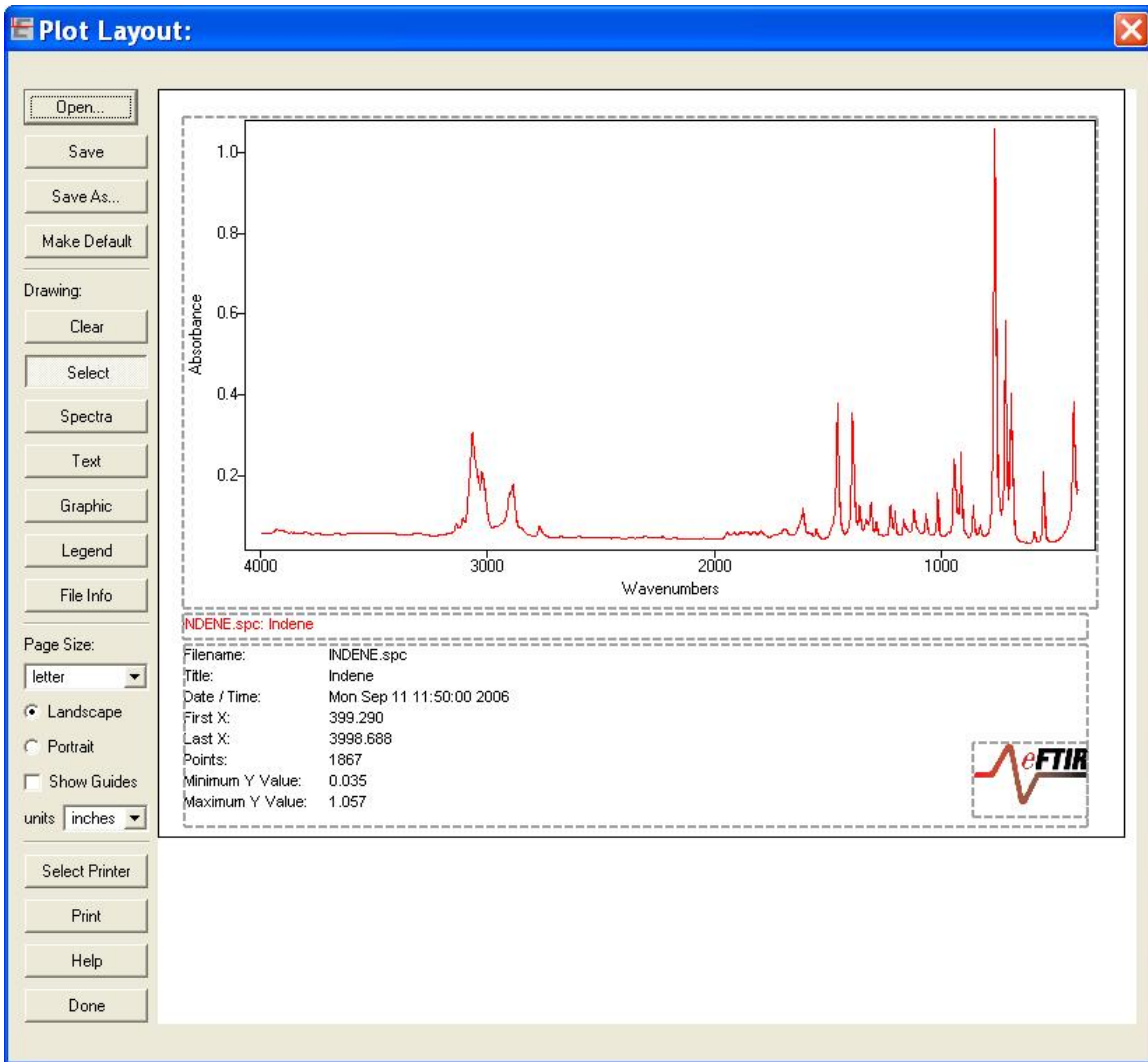 Plot Layout:
Open...
Save
Save As...
Make Default
Drawing:
Clear
Select
Spectra
Text
Graphic
Legend
File Info
Page Size:
letter
Landscape
Portrait
Show Guides
units inches
Select Printer
Print
Help
Done
1.0
0.8
0.6
0.4
0.2
Absorbance
4000 3000 2000 1000
Wavenumbers
NDENE.spc: Indene
Filename: INDENE.spc
Title: Indene
Date / Time: Mon Sep 11 11:50:00 2006
First X: 399.290
Last X: 3998.688
Points: 1867
Minimum Y Value: 0.035
Maximum Y Value: 1.057
eFTIR